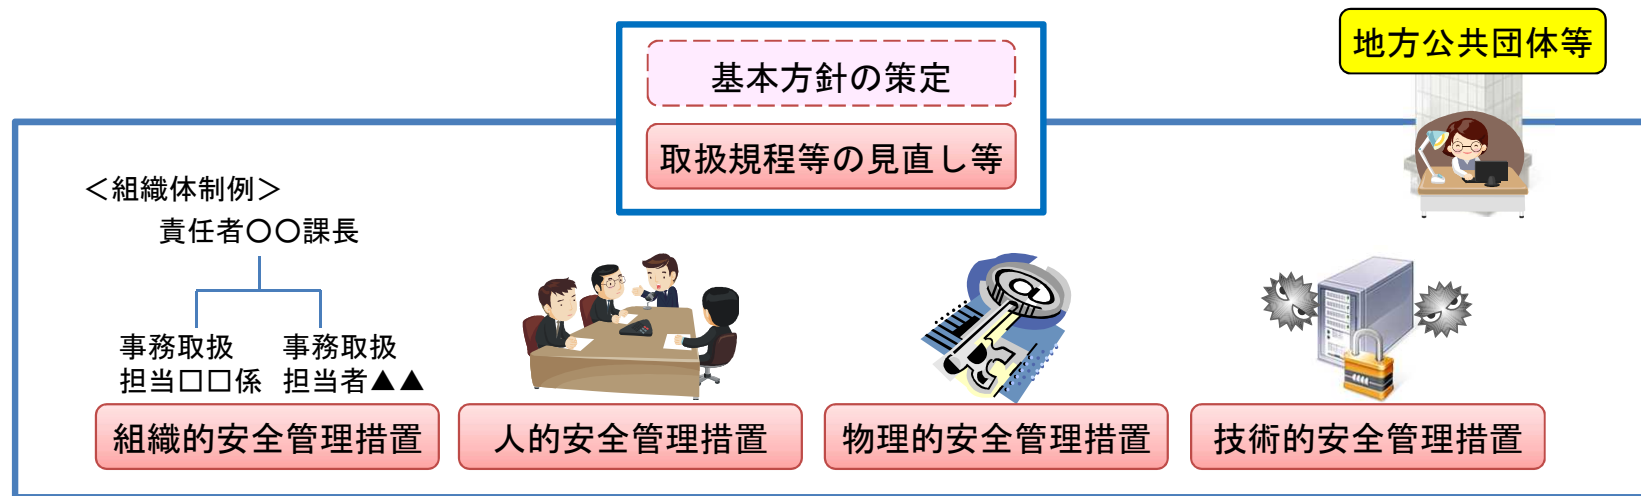 地方公共団体等
基本方針の策定
取扱規程等の見直し等
＜組織体制例＞
責任者〇〇課長
事務取扱
担当□□係
事務取扱
担当者▲▲
組織的安全管理措置
人的安全管理措置
物理的安全管理措置
技術的安全管理措置